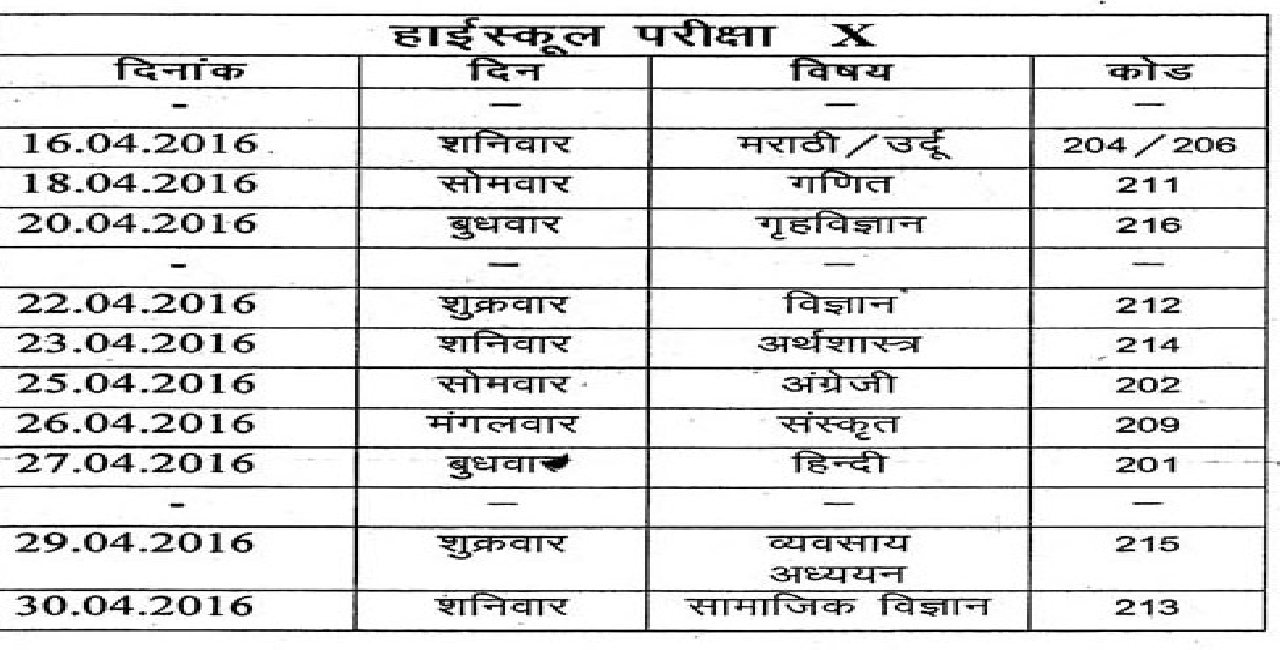 हाईस्कूल परीक्षा X
दिनांक दिन विषय कोड
- – – –
16.04.2016 शनिवार मराठी / उर्दू 204 / 206
18.04.2016 सोमवार गणित 211
20.04.2016 बुधवार गृहविज्ञान 216
- – – –
22.04.2016 शुक्रवार विज्ञान 212
23.04.2016 शनिवार अर्थशास्त्र 214
25.04.2016 सोमवार अंग्रेजी 202
26.04.2016 मंगलवार संस्कृत 209
27.04.2016 बुधवार हिन्दी 201
- – – –
29.04.2016 शुक्रवार व्यवसाय 215
अध्ययन
30.04.2016 शनिवार सामाजिक विज्ञान 213